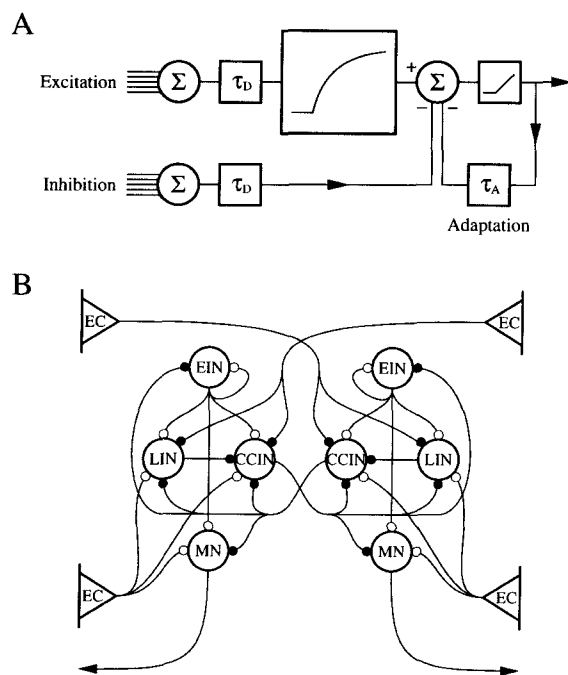 A
Excitation
Σ
τD
+
Σ
− −
Inhibition
Σ
τD
τA
Adaptation
B
EC
EC
EIN
EIN
LIN
CCIN
CCIN
LIN
MN
MN
EC
EC